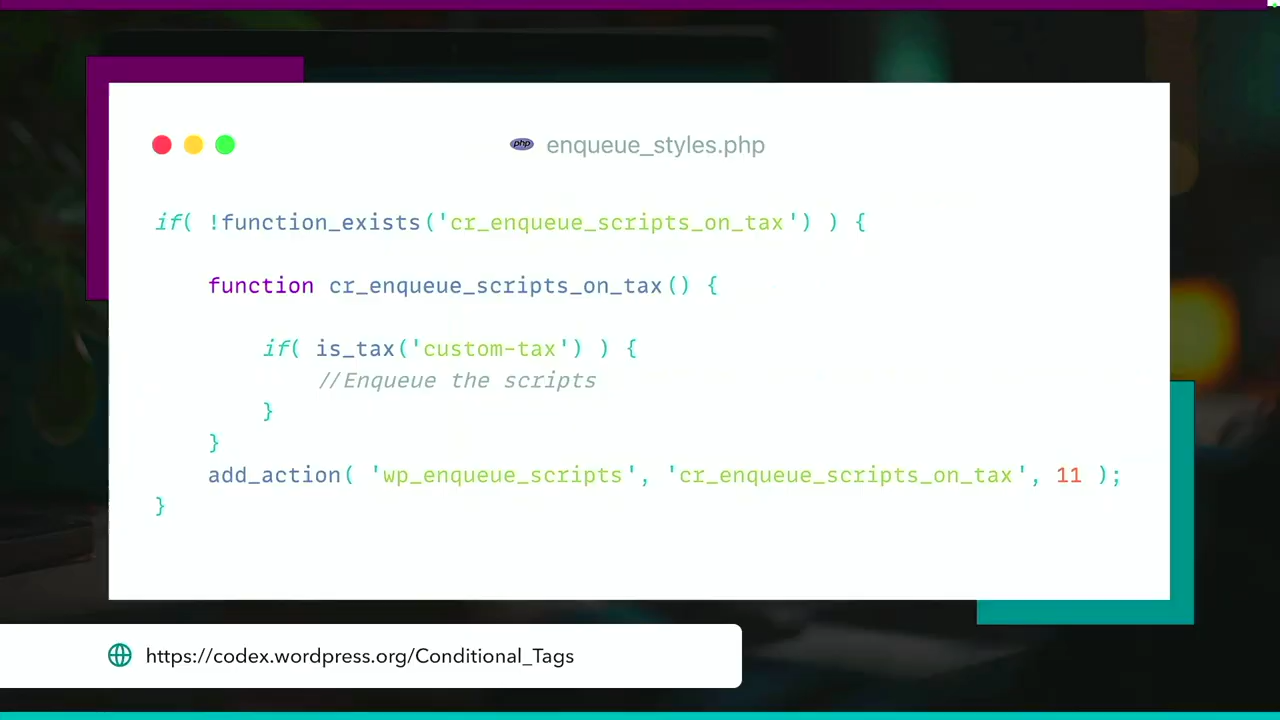 php enqueue_styles.php
if( !function_exists('cr_enqueue_scripts_on_tax') ) {
function cr_enqueue_scripts_on_tax() {
if( is_tax('custom-tax') ) {
//Enqueue the scripts
}
}
add_action( 'wp_enqueue_scripts', 'cr_enqueue_scripts_on_tax', 11 );
}
https://codex.wordpress.org/Conditional_Tags